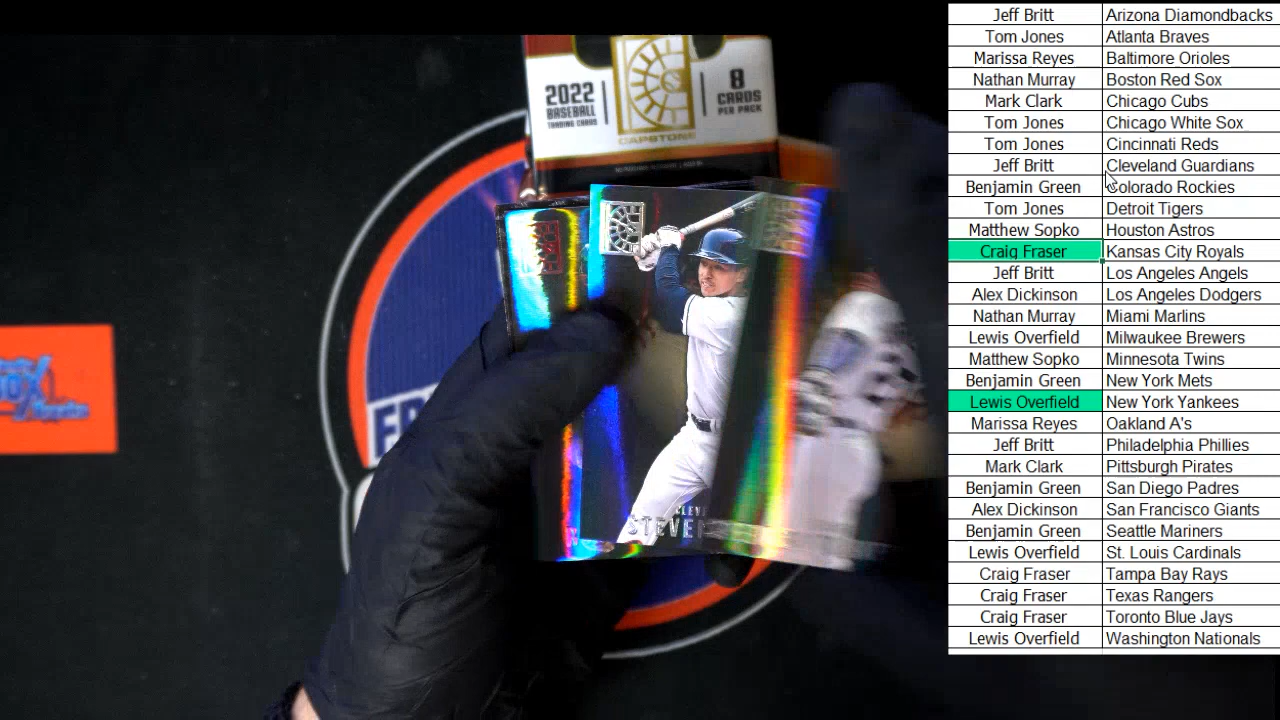 2022
BASEBALL
TRADING CARDS
8
CARDS
PER PACK
CAPSTONE
STEVE
Jeff Britt Arizona Diamondbacks
Tom Jones Atlanta Braves
Marissa Reyes Baltimore Orioles
Nathan Murray Boston Red Sox
Mark Clark Chicago Cubs
Tom Jones Chicago White Sox
Tom Jones Cincinnati Reds
Jeff Britt Cleveland Guardians
Benjamin Green Colorado Rockies
Tom Jones Detroit Tigers
Matthew Sopko Houston Astros
Craig Fraser Kansas City Royals
Jeff Britt Los Angeles Angels
Alex Dickinson Los Angeles Dodgers
Nathan Murray Miami Marlins
Lewis Overfield Milwaukee Brewers
Matthew Sopko Minnesota Twins
Benjamin Green New York Mets
Lewis Overfield New York Yankees
Marissa Reyes Oakland A's
Jeff Britt Philadelphia Phillies
Mark Clark Pittsburgh Pirates
Benjamin Green San Diego Padres
Alex Dickinson San Francisco Giants
Benjamin Green Seattle Mariners
Lewis Overfield St. Louis Cardinals
Craig Fraser Tampa Bay Rays
Craig Fraser Texas Rangers
Craig Fraser Toronto Blue Jays
Lewis Overfield Washington Nationals